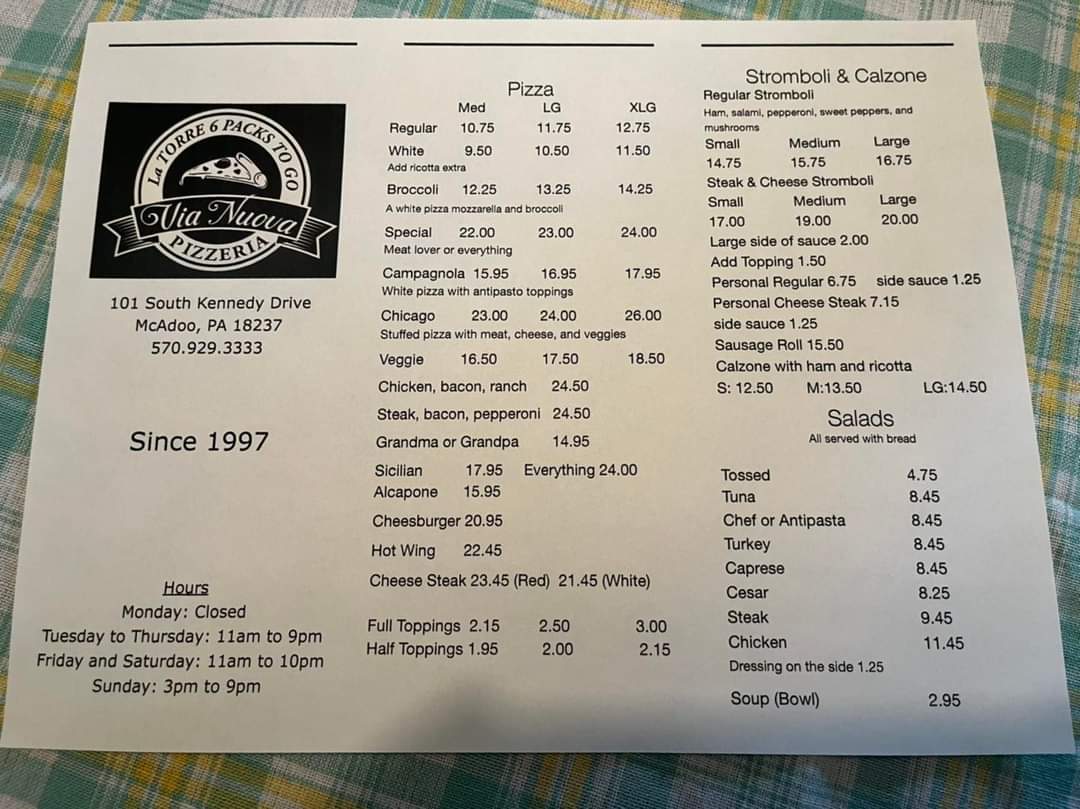 La TORRE 6 PACKS TO GO
Via Nuova
PIZZERIA
101 South Kennedy Drive
McAdoo, PA 18237
570.929.3333
Since 1997
Hours
Monday: Closed
Tuesday to Thursday: 11am to 9pm
Friday and Saturday: 11am to 10pm
Sunday: 3pm to 9pm
Pizza
Med LG XLG
Regular 10.75 11.75 12.75
White 9.50 10.50 11.50
Add ricotta extra
Broccoli 12.25 13.25 14.25
A white pizza mozzarella and broccoli
Special 22.00 23.00 24.00
Meat lover or everything
Campagnola 15.95 16.95 17.95
White pizza with antipasto toppings
Chicago 23.00 24.00 26.00
Stuffed pizza with meat, cheese, and veggies
Veggie 16.50 17.50 18.50
Chicken, bacon, ranch 24.50
Steak, bacon, pepperoni 24.50
Grandma or Grandpa 14.95
Sicilian 17.95 Everything 24.00
Alcapone 15.95
Cheesburger 20.95
Hot Wing 22.45
Cheese Steak 23.45 (Red) 21.45 (White)
Full Toppings 2.15 2.50 3.00
Half Toppings 1.95 2.00 2.15
Stromboli & Calzone
Regular Stromboli
Ham, salami, pepperoni, sweet peppers, and
mushrooms
Small Medium Large
14.75 15.75 16.75
Steak & Cheese Stromboli
Small Medium Large
17.00 19.00 20.00
Large side of sauce 2.00
Add Topping 1.50
Personal Regular 6.75 side sauce 1.25
Personal Cheese Steak 7.15
side sauce 1.25
Sausage Roll 15.50
Calzone with ham and ricotta
S: 12.50 M:13.50 LG:14.50
Salads
All served with bread
Tossed 4.75
Tuna 8.45
Chef or Antipasta 8.45
Turkey 8.45
Caprese 8.45
Cesar 8.25
Steak 9.45
Chicken 11.45
Dressing on the side 1.25
Soup (Bowl) 2.95